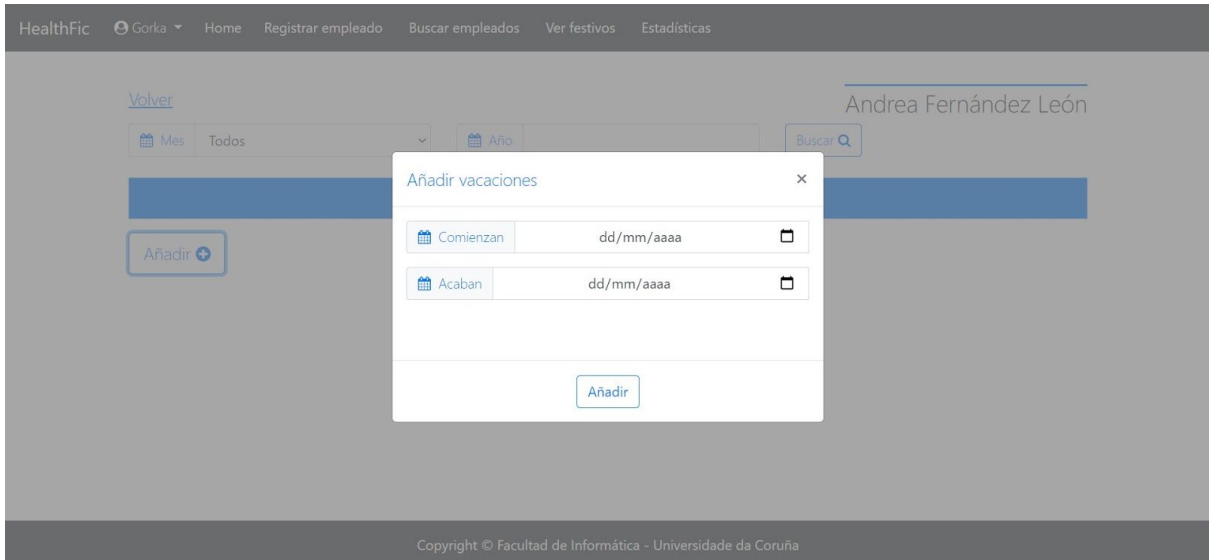 HealthFic Gorka Home Registrar empleado Buscar empleados Ver festivos Estadísticas
Volver
Andrea Fernández León
Mes Todos Año Buscar
Añadir vacaciones ×
Comienzan dd/mm/aaaa
Añadir
Acaban dd/mm/aaaa
Añadir
Copyright © Facultad de Informática - Universidade da Coruña